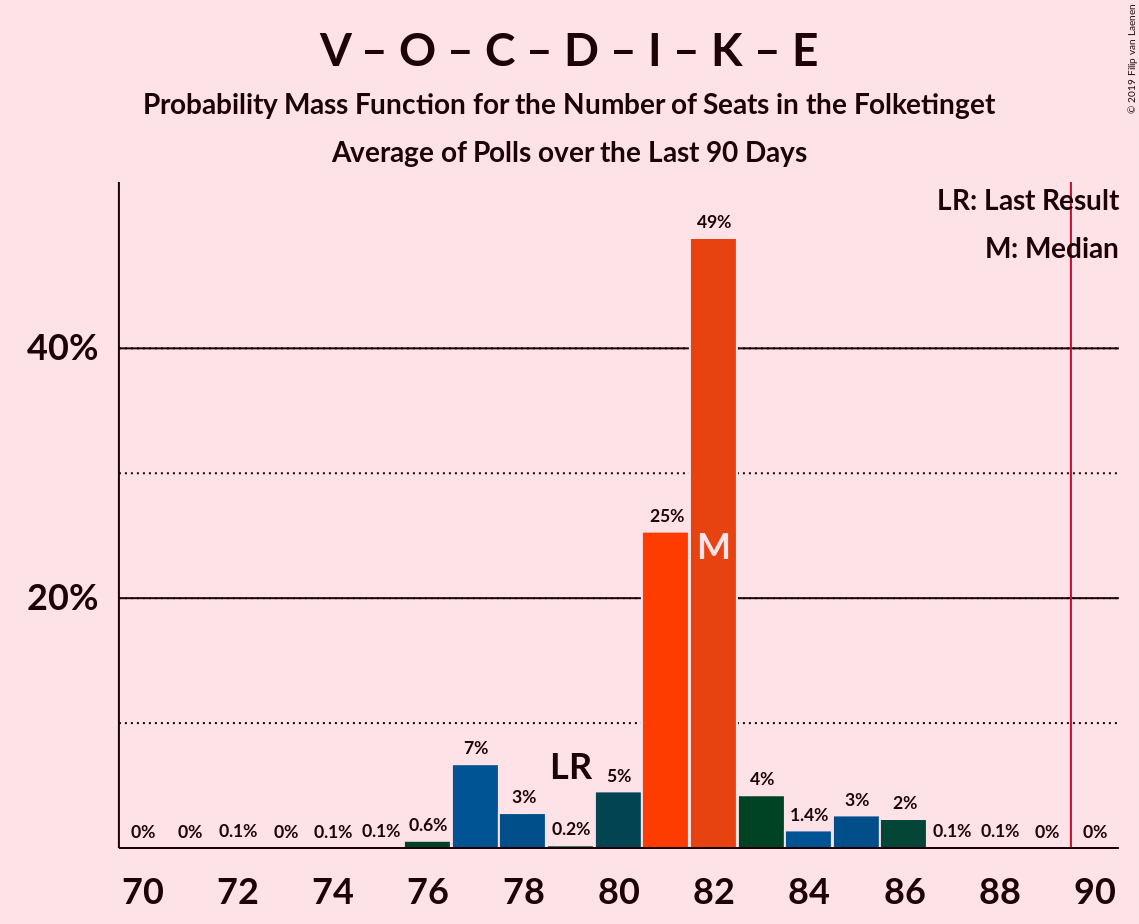 V – O – C – D – I – K – E
Probability Mass Function for the Number of Seats in the Folketinget
Average of Polls over the Last 90 Days
© 2019 Filip van Laenen
LR: Last Result
M: Median
40%
20%
0% 0% 0.1% 0% 0.1% 0.1% 0.6% 7% 3% 0.2% 5% 25% 49% 4% 1.4% 3% 2% 0.1% 0.1% 0% 0%
LR
M
70 72 74 76 78 80 82 84 86 88 90